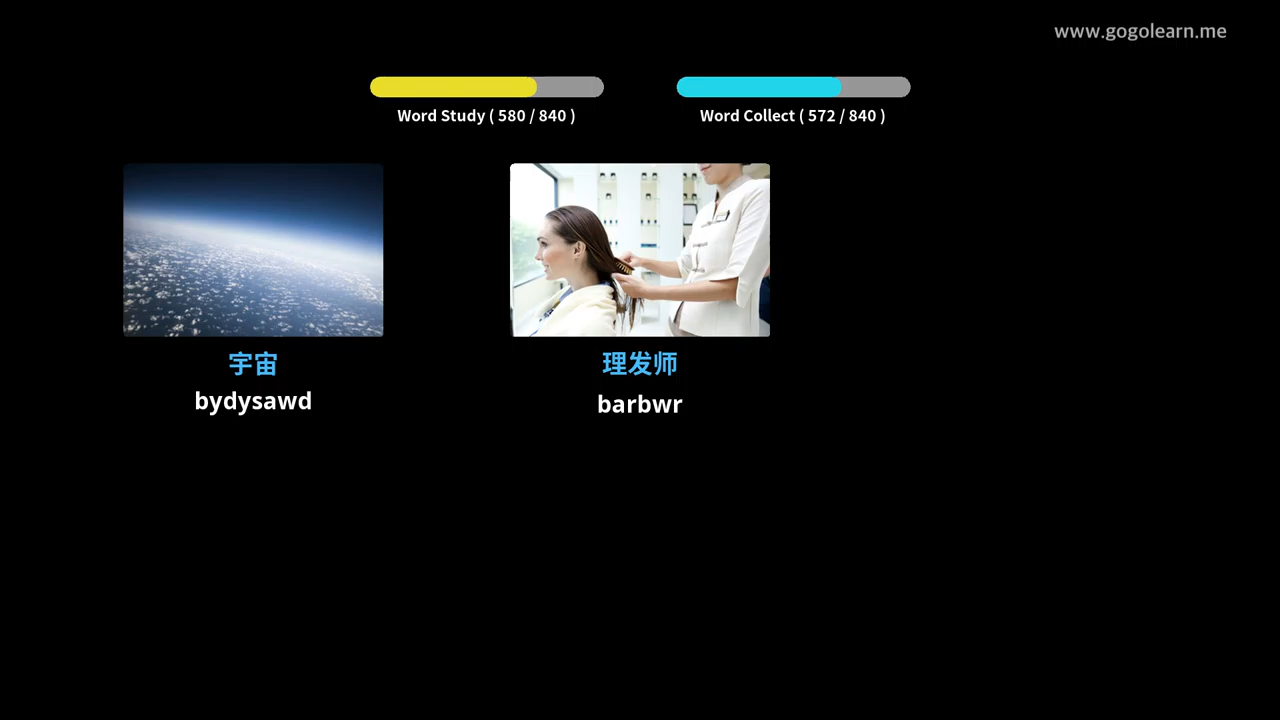 www.gogolearn.me
Word Study ( 580 / 840 )
Word Collect ( 572 / 840 )
宇宙
bydysawd
理发师
barbwr